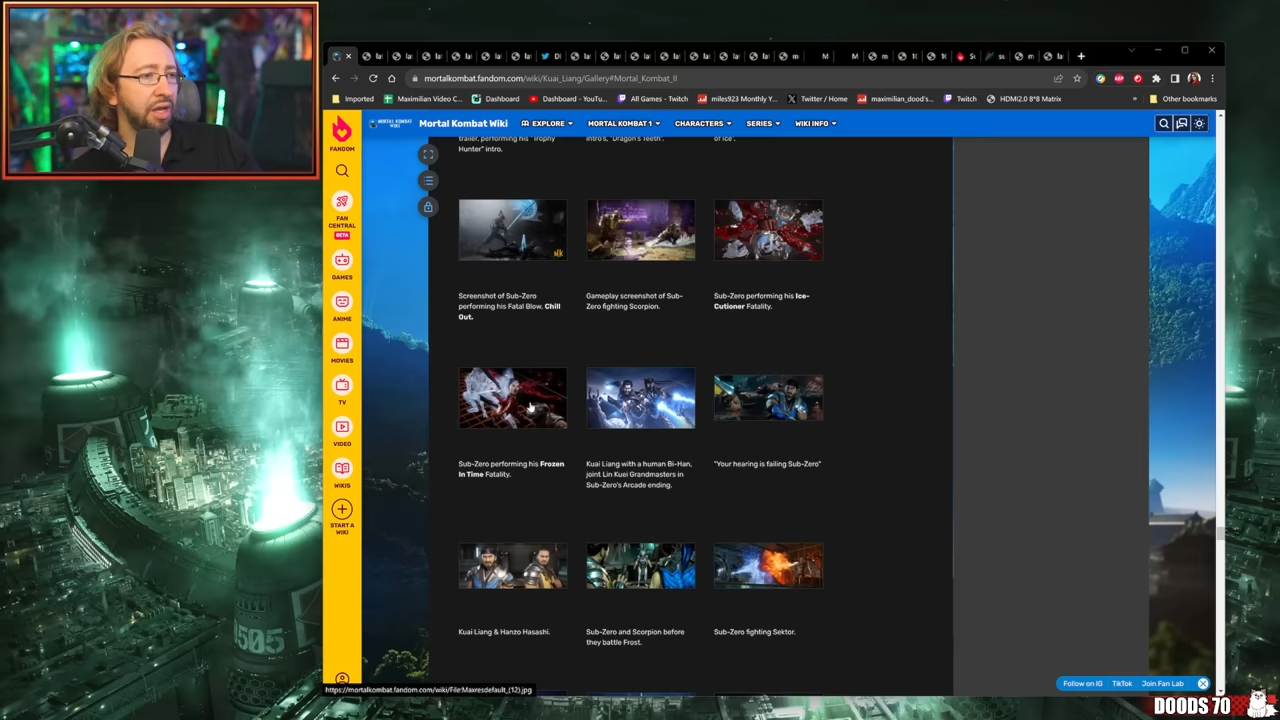 mortalkombat.fandom.com/wiki/Kuai_Liang/Gallery#Mortal_Kombat_II
Imported
Maximilian Video C...
Dashboard
Dashboard - YouTu...
All Games - Twitch
miles923 Monthly Y...
Twitter / Home
maximilian_dood's...
Twitch
HDMI2.0 8*8 Matrix
»
Other bookmarks
FANDOM
MORTAL KOMBAT WIKI
Mortal Kombat Wiki
EXPLORE
MORTAL KOMBAT 1
CHARACTERS
SERIES
WIKI INFO
FAN CENTRAL
BETA
GAMES
ANIME
MOVIES
TV
VIDEO
WIKIS
START A WIKI
trailer, performing his "Trophy
Hunter" intro.
intro's, "Dragon's Teeth".
of Ice".
Screenshot of Sub-Zero
performing his Fatal Blow, Chill
Out.
Gameplay screenshot of Sub-
Zero fighting Scorpion.
Sub-Zero performing his Ice-
Cutioner Fatality.
Sub-Zero performing his Frozen
In Time Fatality.
Kuai Liang with a human Bi-Han,
joint Lin Kuei Grandmasters in
Sub-Zero's Arcade ending.
"Your hearing is failing Sub-Zero"
Kuai Liang & Hanzo Hasashi.
Sub-Zero and Scorpion before
they battle Frost.
Sub-Zero fighting Sektor.
https://mortalkombat.fandom.com/wiki/File:Maxresdefault_(12).jpg
Follow on IG
TikTok
Join Fan Lab
DOODS 70